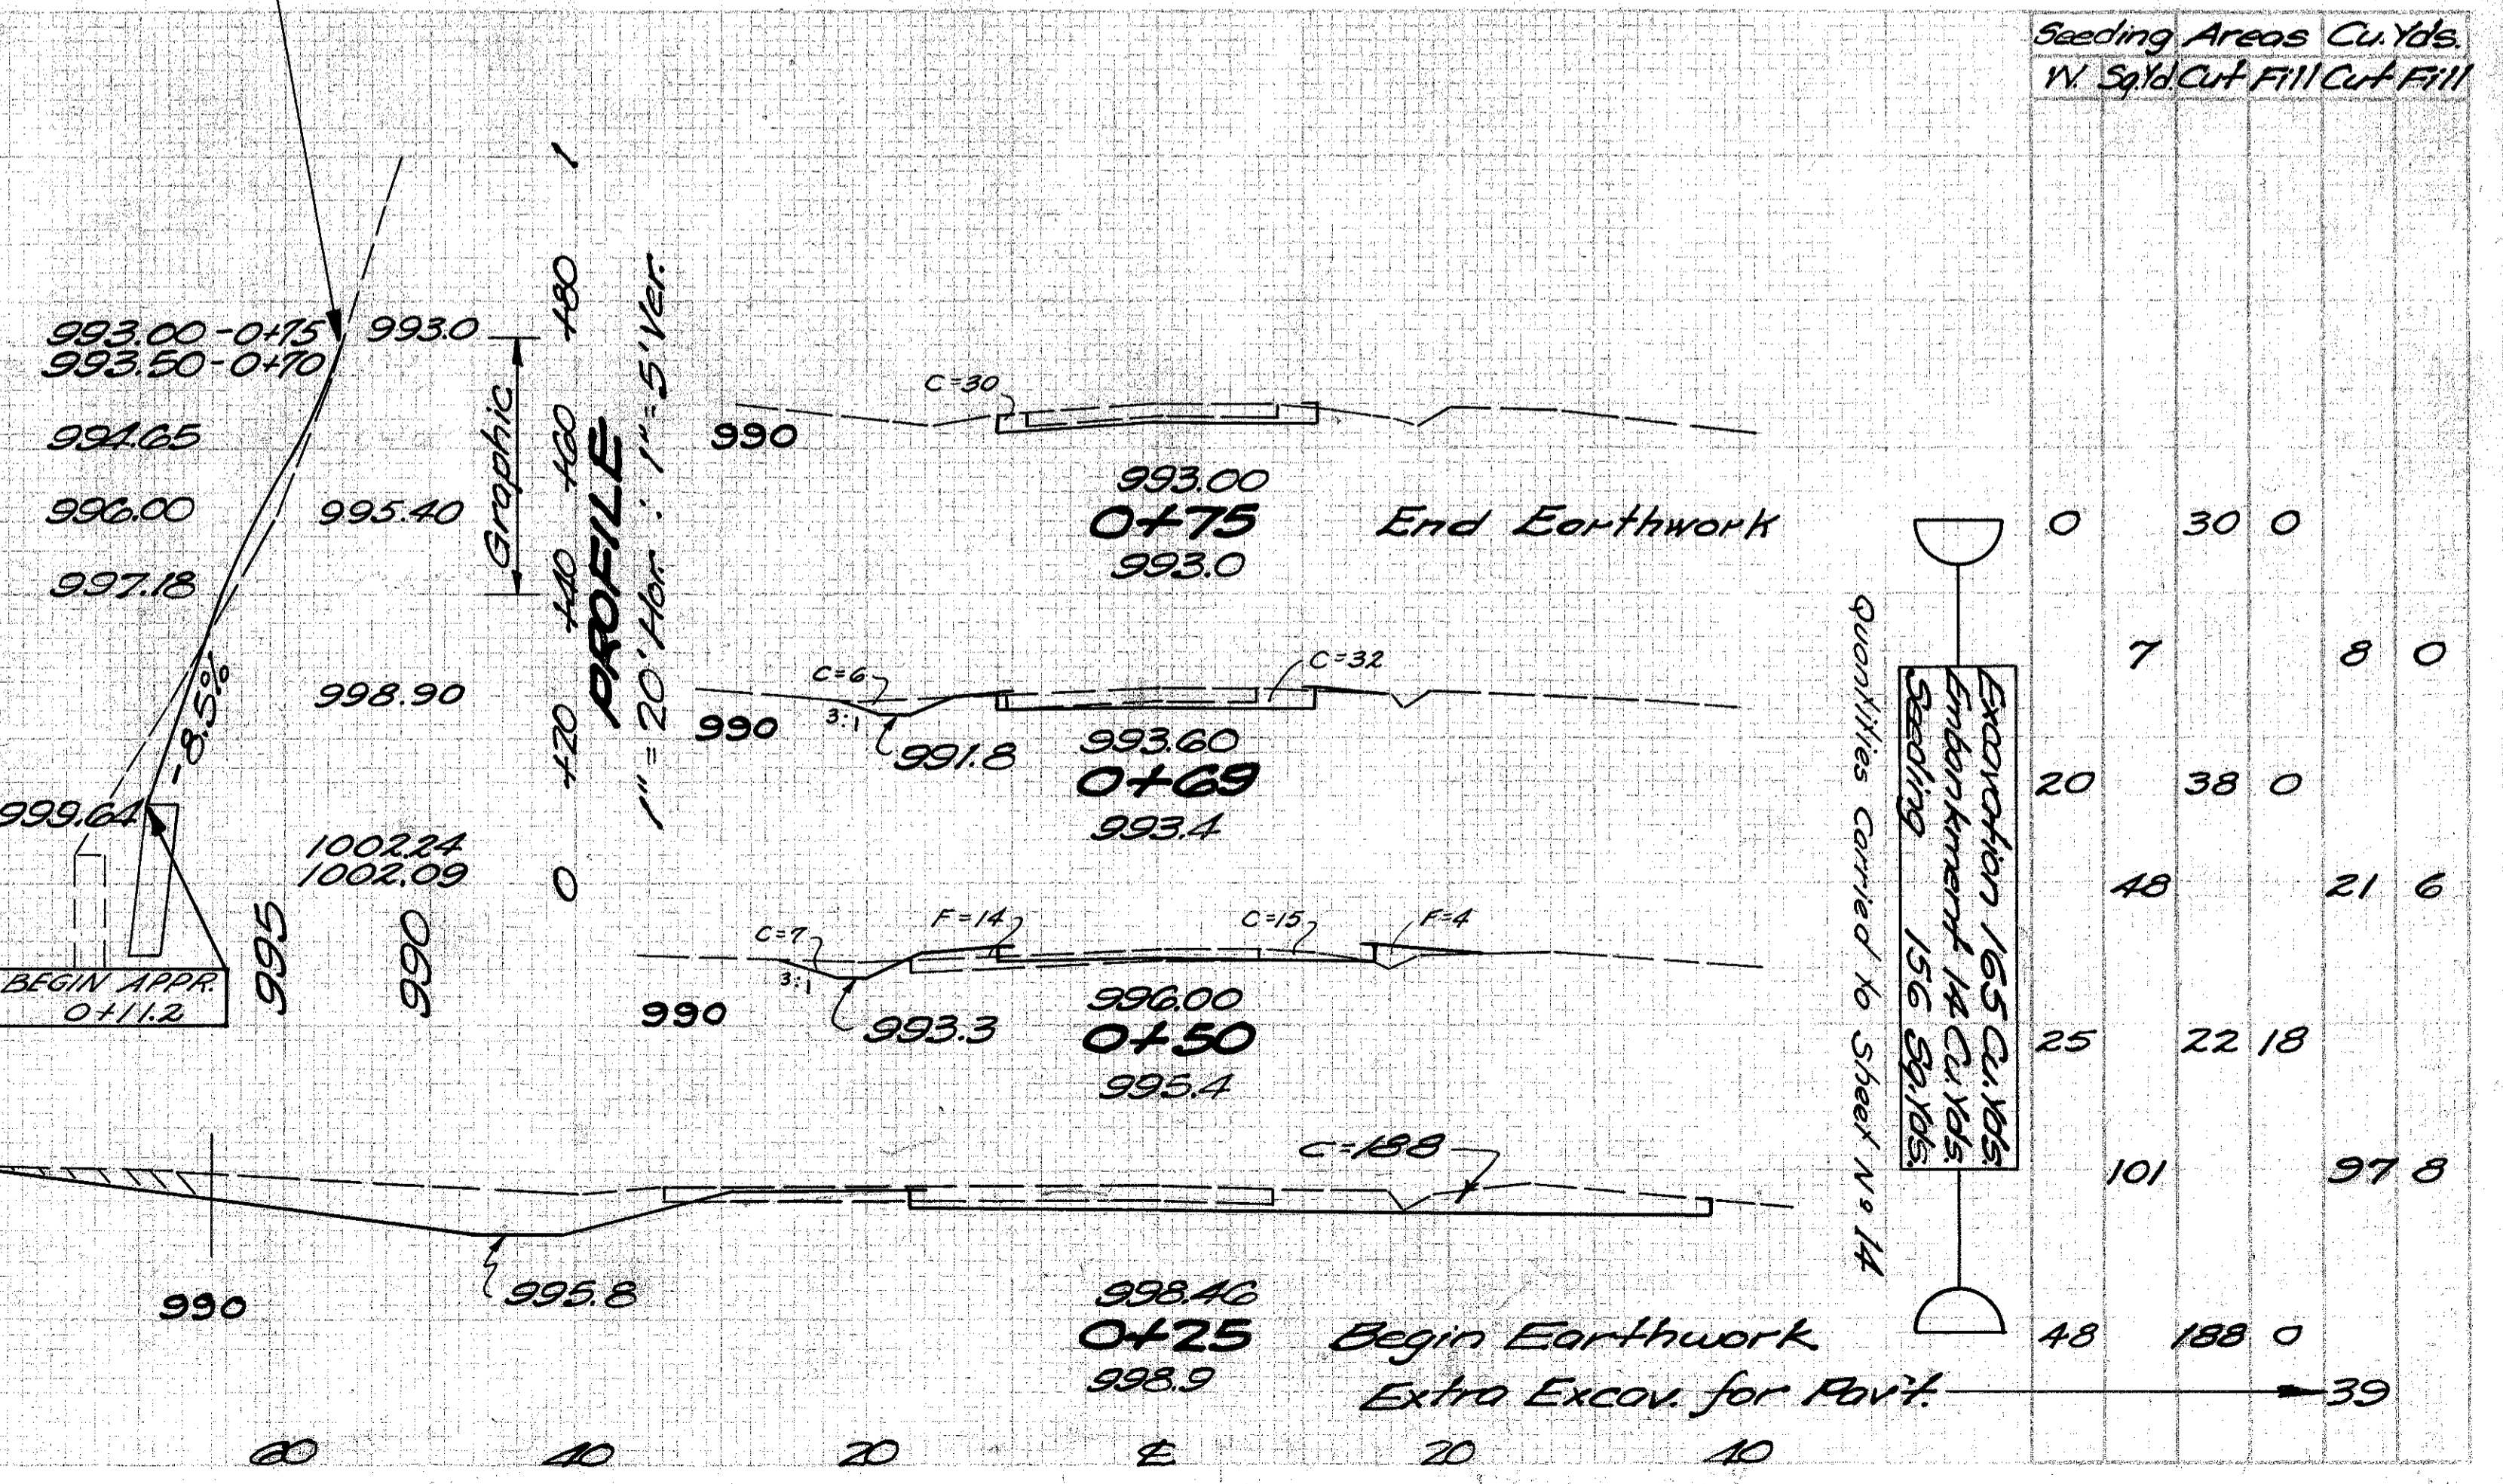 Seeding Areas Cu.Yds.
W. Sq.Yd. Cut Fill Cut Fill
993.00-0+75
993.50-0+70
994.65
996.00
997.18
999.64
993.0
995.40
998.90
1002.24
1002.09
-8.5%
BEGIN APPR.
0+11.2
995
990
Graphic
0 +20 +40 +60 +80 1
PROFILE
1" = 20' Hor. : 1" = 5' Ver.
C=30
990
993.00
0+75 End Earthwork
993.0
0 30 0
7 8 0
C=6
C=32
3:1
990
991.8
993.60
0+69
993.4
20 38 0
48 21 6
C=7
F=14
C=15
F=4
3:1
990
993.3
996.00
0+50
995.4
25 22 18
101 97 8
C=188
990
995.8
998.46
0+25 Begin Earthwork
998.9
48 188 0
Extra Excav. for Pav't. 39
60 40 20 ℄ 20 40
Quantities Carried to Sheet Nº 14
Excavation 165 Cu.Yds.
Embankment 14 Cu.Yds.
Seeding 156 Sq.Yds.